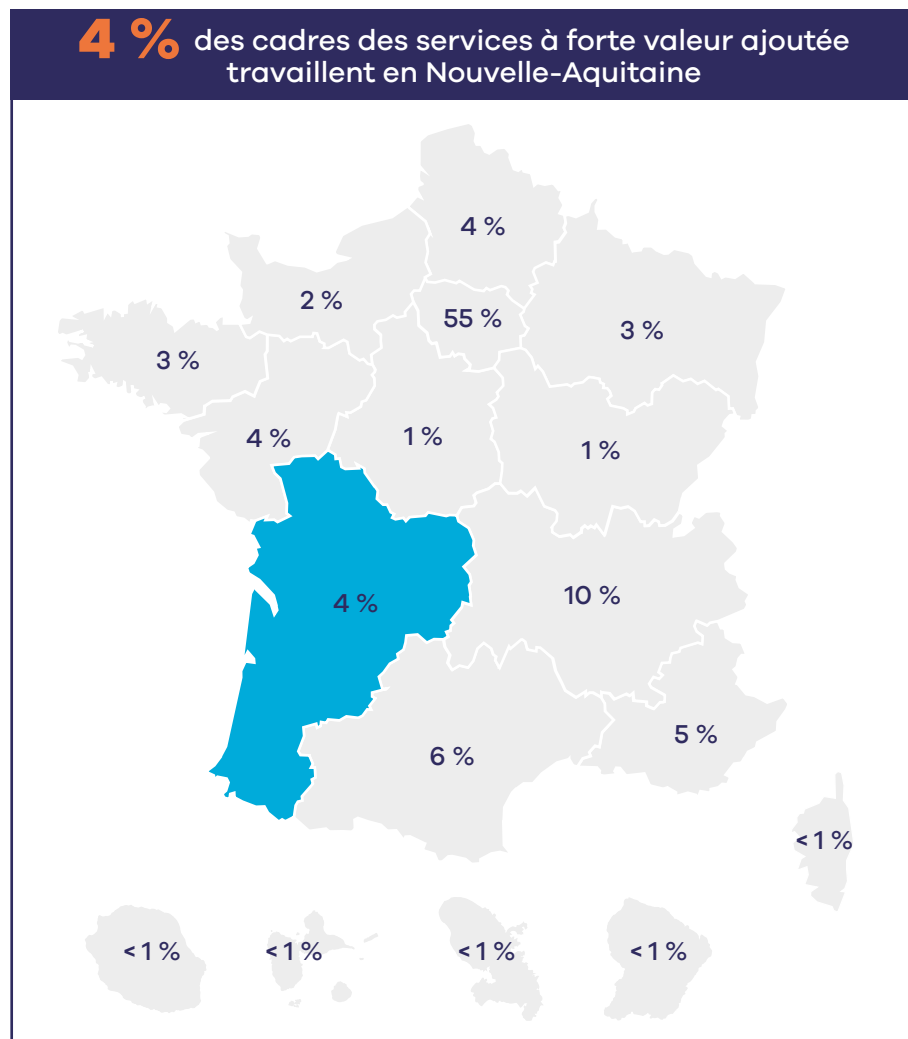 4 % des cadres des services à forte valeur ajoutée
travaillent en Nouvelle-Aquitaine
4 %
2 %
55 %
3 %
3 %
4 %
1 %
1 %
4 %
10 %
5 %
6 %
< 1 %
< 1 %
< 1 %
< 1 %
< 1 %